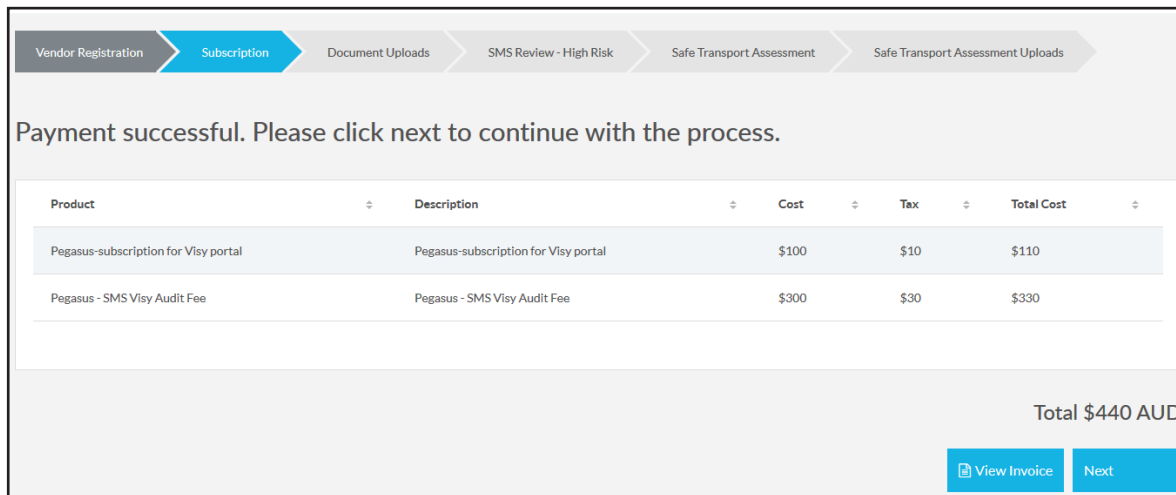 Vendor Registration Subscription Document Uploads SMS Review - High Risk Safe Transport Assessment Safe Transport Assessment Uploads
Payment successful. Please click next to continue with the process.
Product Description Cost Tax Total Cost
Pegasus-subscription for Visy portal Pegasus-subscription for Visy portal $100 $10 $110
Pegasus - SMS Visy Audit Fee Pegasus - SMS Visy Audit Fee $300 $30 $330
Total $440 AUD
View Invoice Next